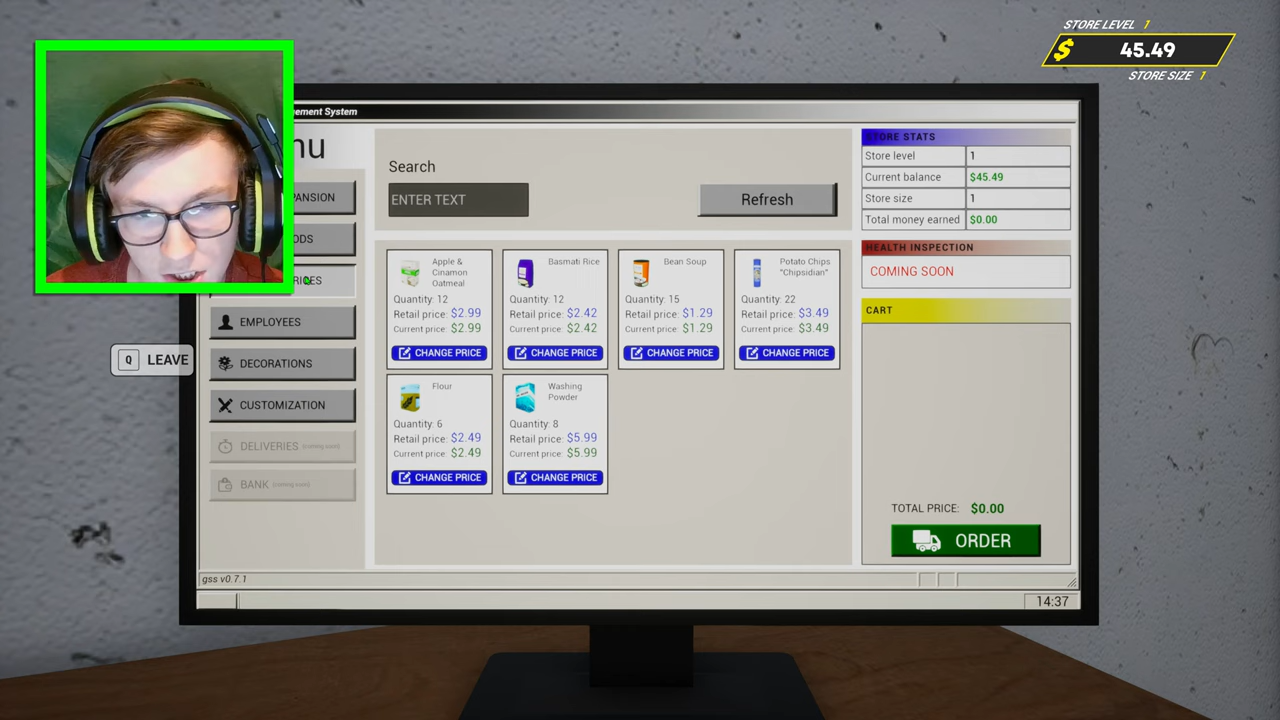 STORE LEVEL 1
$ 45.49
STORE SIZE 1
ement System
nu
PANSION
ODS
RICES
EMPLOYEES
DECORATIONS
CUSTOMIZATION
DELIVERIES (coming soon)
BANK (coming soon)
Q LEAVE
Search
ENTER TEXT
Refresh
Apple &
Cinamon
Oatmeal
Quantity: 12
Retail price: $2.99
Current price: $2.99
CHANGE PRICE
Basmati Rice
Quantity: 12
Retail price: $2.42
Current price: $2.42
CHANGE PRICE
Bean Soup
Quantity: 15
Retail price: $1.29
Current price: $1.29
CHANGE PRICE
Potato Chips
"Chipsidian"
Quantity: 22
Retail price: $3.49
Current price: $3.49
CHANGE PRICE
Flour
Quantity: 6
Retail price: $2.49
Current price: $2.49
CHANGE PRICE
Washing
Powder
Quantity: 8
Retail price: $5.99
Current price: $5.99
CHANGE PRICE
STORE STATS
Store level 1
Current balance $45.49
Store size 1
Total money earned $0.00
HEALTH INSPECTION
COMING SOON
CART
TOTAL PRICE: $0.00
ORDER
gss v0.7.1
14:37